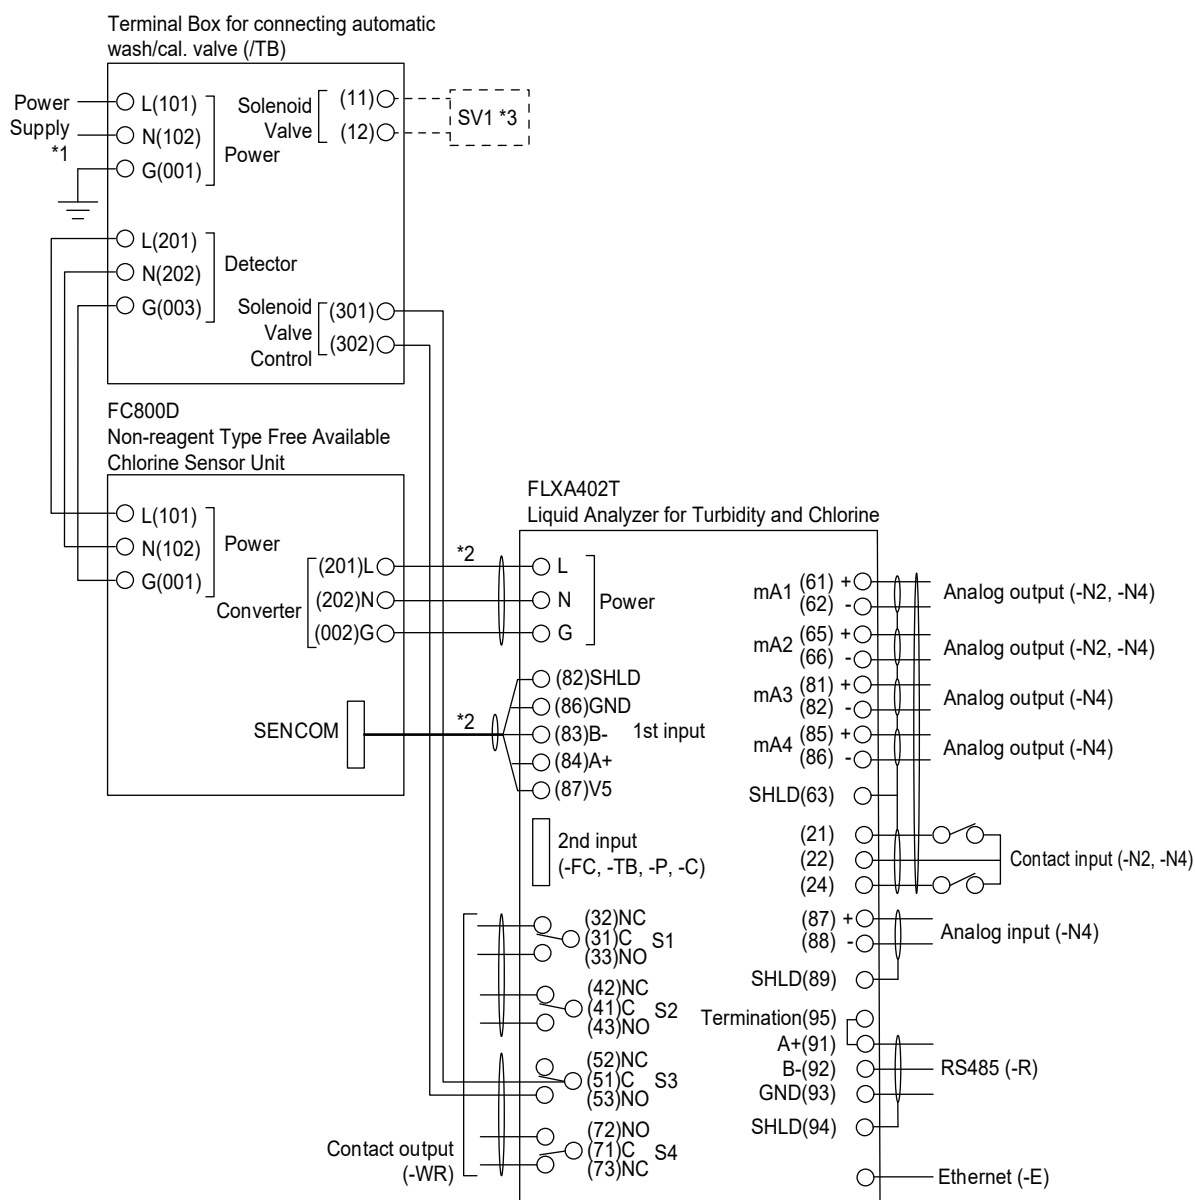 Terminal Box for connecting automatic
wash/cal. valve (/TB)
Power
Supply
*1
L(101)
N(102)
G(001)
Power
Solenoid
Valve
(11)
(12)
SV1 *3
L(201)
N(202)
G(003)
Detector
Solenoid
Valve
Control
(301)
(302)
FC800D
Non-reagent Type Free Available
Chlorine Sensor Unit
L(101)
N(102)
G(001)
Power
Converter
(201)L
(202)N
(002)G
*2
SENCOM
*2
FLXA402T
Liquid Analyzer for Turbidity and Chlorine
L
N
G
Power
(82)SHLD
(86)GND
(83)B-
(84)A+
(87)V5
1st input
2nd input
(-FC, -TB, -P, -C)
(32)NC
(31)C
(33)NO
S1
(42)NC
(41)C
(43)NO
S2
(52)NC
(51)C
(53)NO
S3
(72)NO
(71)C
(73)NC
S4
Contact output
(-WR)
mA1
(61) +
(62) -
Analog output (-N2, -N4)
mA2
(65) +
(66) -
Analog output (-N2, -N4)
mA3
(81) +
(82) -
Analog output (-N4)
mA4
(85) +
(86) -
Analog output (-N4)
SHLD(63)
(21)
(22)
(24)
Contact input (-N2, -N4)
(87) +
(88) -
Analog input (-N4)
SHLD(89)
Termination(95)
A+(91)
B-(92)
GND(93)
SHLD(94)
RS485 (-R)
Ethernet (-E)